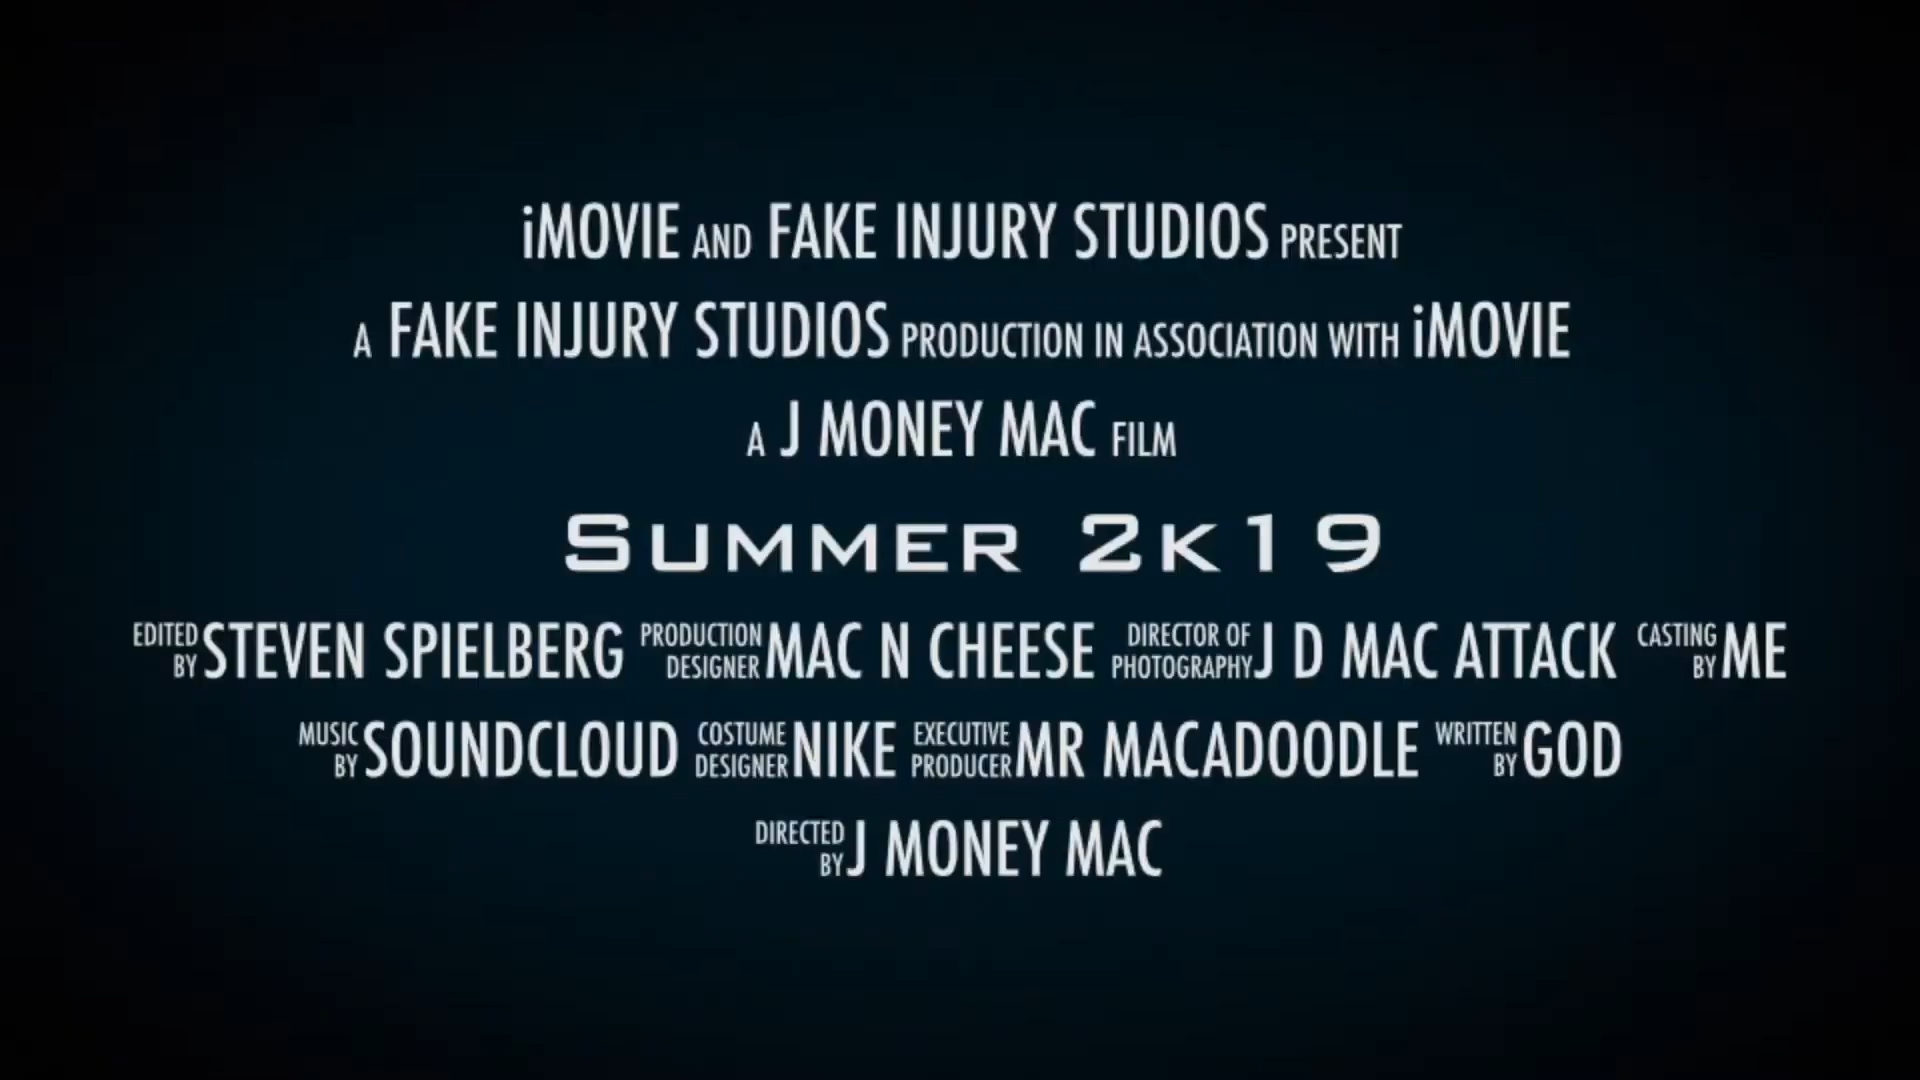 iMOVIE AND FAKE INJURY STUDIOS PRESENT
A FAKE INJURY STUDIOS PRODUCTION IN ASSOCIATION WITH iMOVIE
A J MONEY MAC FILM
SUMMER 2K19
EDITED BY STEVEN SPIELBERG PRODUCTION DESIGNER MAC N CHEESE DIRECTOR OF PHOTOGRAPHY J D MAC ATTACK CASTING BY ME
MUSIC BY SOUNDCLOUD COSTUME DESIGNER NIKE EXECUTIVE PRODUCER MR MACADOODLE WRITTEN BY GOD
DIRECTED BY J MONEY MAC